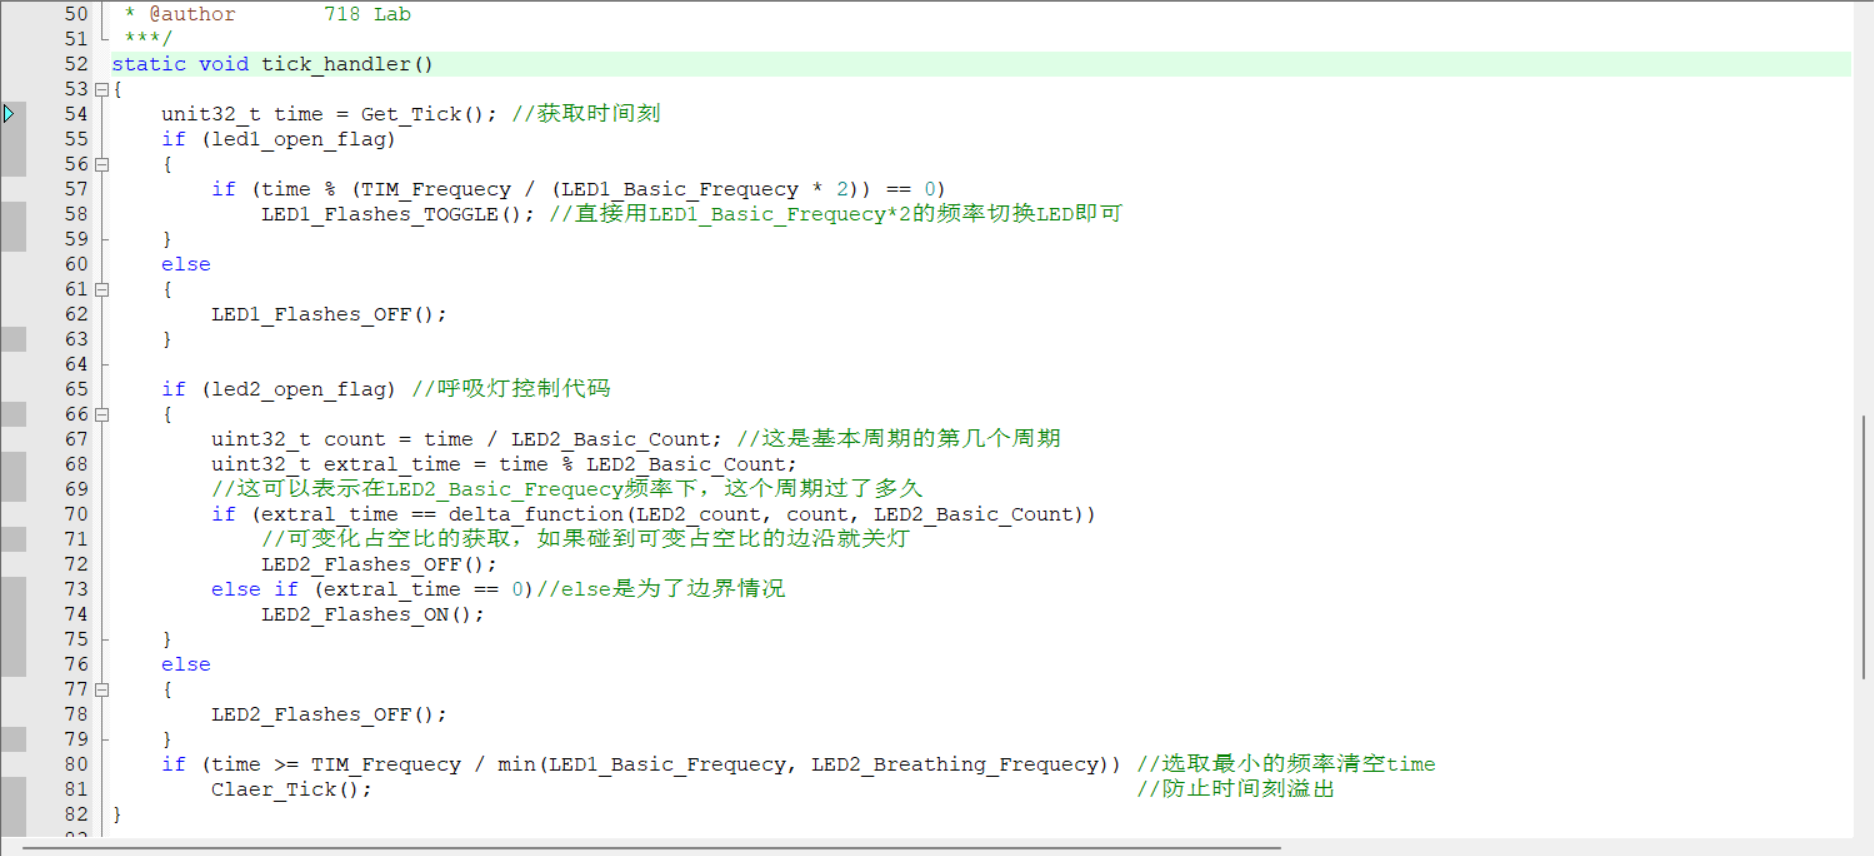 50 * @author       718 Lab
51 ***/
52 static void tick_handler()
53 {
54     unit32_t time = Get_Tick(); //获取时间刻
55     if (led1_open_flag)
56     {
57         if (time % (TIM_Frequecy / (LED1_Basic_Frequecy * 2)) == 0)
58             LED1_Flashes_TOGGLE(); //直接用LED1_Basic_Frequecy*2的频率切换LED即可
59     }
60     else
61     {
62         LED1_Flashes_OFF();
63     }
64
65     if (led2_open_flag) //呼吸灯控制代码
66     {
67         uint32_t count = time / LED2_Basic_Count; //这是基本周期的第几个周期
68         uint32_t extral_time = time % LED2_Basic_Count;
69         //这可以表示在LED2_Basic_Frequecy频率下，这个周期过了多久
70         if (extral_time == delta_function(LED2_count, count, LED2_Basic_Count))
71             //可变化占空比的获取，如果碰到可变占空比的边沿就关灯
72             LED2_Flashes_OFF();
73         else if (extral_time == 0)//else是为了边界情况
74             LED2_Flashes_ON();
75     }
76     else
77     {
78         LED2_Flashes_OFF();
79     }
80     if (time >= TIM_Frequecy / min(LED1_Basic_Frequecy, LED2_Breathing_Frequecy)) //选取最小的频率清空time
81         Claer_Tick();                                                             //防止时间刻溢出
82 }